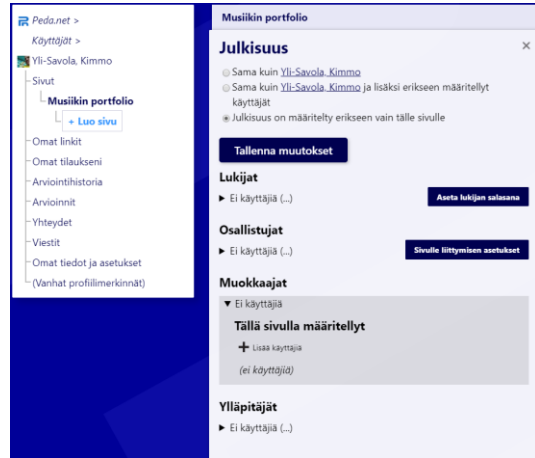 Peda.net >
Käyttäjät >
Yli-Savola, Kimmo
Sivut
Musiikin portfolio
+ Luo sivu
Omat linkit
Omat tilaukseni
Arviointihistoria
Arvioinnit
Yhteydet
Viestit
Omat tiedot ja asetukset
(Vanhat profiilimerkinnät)
Musiikin portfolio
Julkisuus ×
Sama kuin Yli-Savola, Kimmo
Sama kuin Yli-Savola, Kimmo ja lisäksi erikseen määritellyt
käyttäjät
Julkisuus on määritelty erikseen vain tälle sivulle
Tallenna muutokset
Lukijat
► Ei käyttäjiä (...) Aseta lukijan salasana
Osallistujat
► Ei käyttäjiä (...) Sivulle liittymisen asetukset
Muokkaajat
▼ Ei käyttäjiä
Tällä sivulla määritellyt
+ Lisää käyttäjiä
(ei käyttäjiä)
Ylläpitäjät
► Ei käyttäjiä (...)